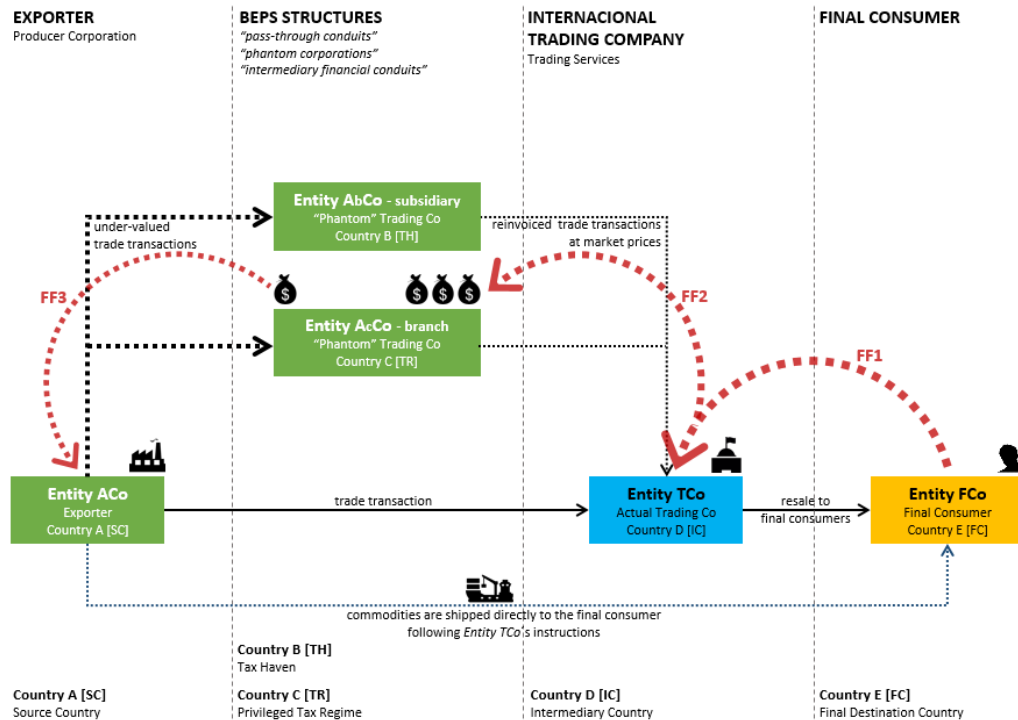 EXPORTER
Producer Corporation
BEPS STRUCTURES
“pass-through conduits”
“phantom corporations”
“intermediary financial conduits”
INTERNACIONAL
TRADING COMPANY
Trading Services
FINAL CONSUMER
Entity AbCo - subsidiary
“Phantom” Trading Co
Country B [TH]
under-valued
trade transactions
reinvoiced trade transactions
at market prices
FF3
$
$ $ $
FF2
Entity AcCo - branch
“Phantom” Trading Co
Country C [TR]
FF1
Entity ACo
Exporter
Country A [SC]
trade transaction
Entity TCo
Actual Trading Co
Country D [IC]
resale to
final consumers
Entity FCo
Final Consumer
Country E [FC]
commodities are shipped directly to the final consumer
following Entity TCo´s instructions
Country B [TH]
Tax Haven
Country A [SC]
Source Country
Country C [TR]
Privileged Tax Regime
Country D [IC]
Intermediary Country
Country E [FC]
Final Destination Country